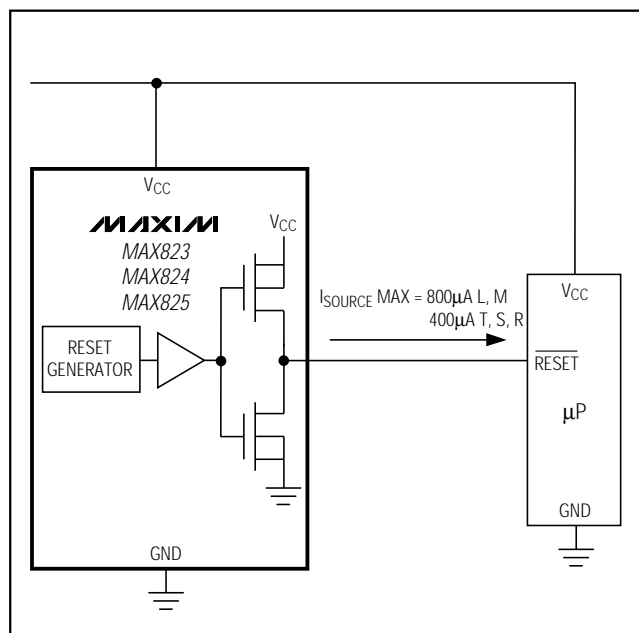 VCC
MAXIM
MAX823
MAX824
MAX825
VCC
RESET
GENERATOR
ISOURCE MAX = 800μA L, M
400μA T, S, R
VCC
RESET
μP
GND
GND